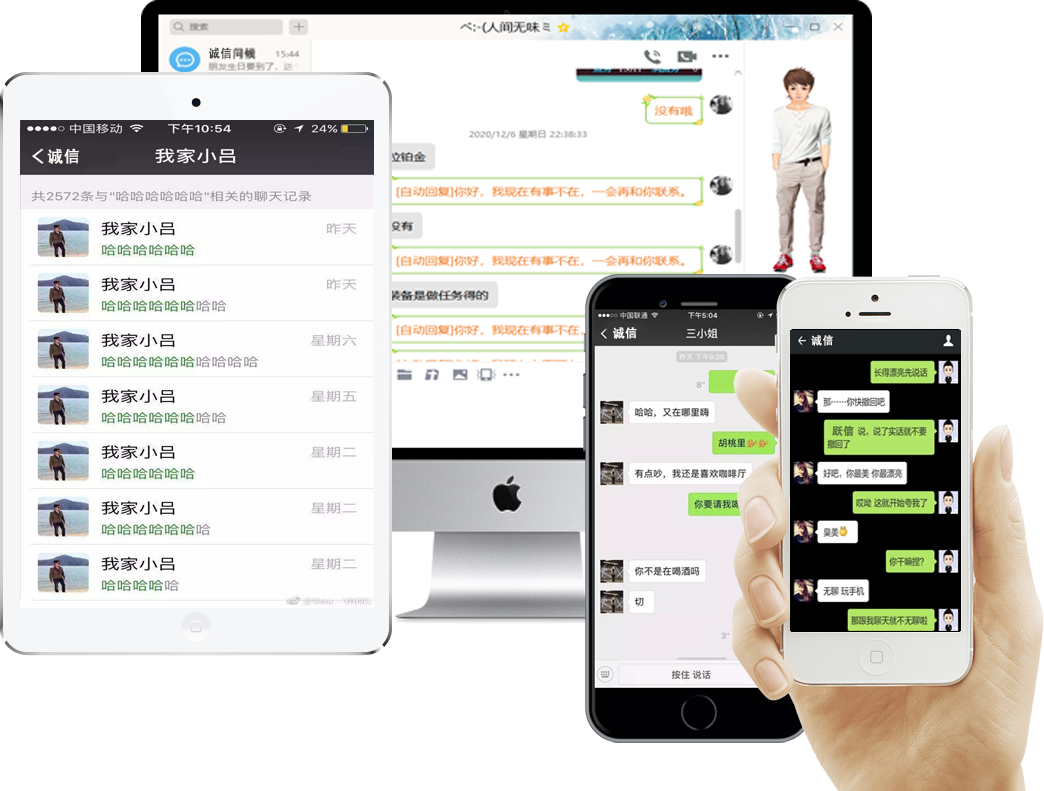 搜索
ベ:-(人间无味ミ
诚信问候 15:44
朋友生日要到了，这
没有哦
2020/12/6 星期日 22:38:33
位铂金
[自动回复]你好，我现在有事不在，一会再和你联系。
没有
[自动回复]你好，我现在有事不在，一会再和你联系。
装备是做任务得的
[自动回复]你好，我现在有事不在，
中国移动 下午10:54 24%
诚信 我家小吕
共2572条与"哈哈哈哈哈哈"相关的聊天记录
我家小吕 昨天
哈哈哈哈哈哈
我家小吕 昨天
哈哈哈哈哈哈哈哈
我家小吕 星期六
哈哈哈哈哈哈哈哈哈哈
我家小吕 星期五
哈哈哈哈哈哈哈哈
我家小吕 星期二
哈哈哈哈哈哈
我家小吕 星期二
哈哈哈哈哈哈哈
我家小吕 星期二
哈哈哈哈哈
中国联通 下午5:04
诚信 三小姐
昨天 下午9:30
8"
哈哈，又在哪里嗨
胡桃里
有点吵，我还是喜欢咖啡厅
你要请我喝
你不是在喝酒吗
切
3"
按住 说话
诚信
长得漂亮先说话
那……你快撤回吧
跃信 说，说了实话就不要
撤回了
好吧，你最美 你最漂亮
哎呦 这就开始夸我了
臭美
你干嘛捏？
无聊 玩手机
那跟我聊天就不无聊啦